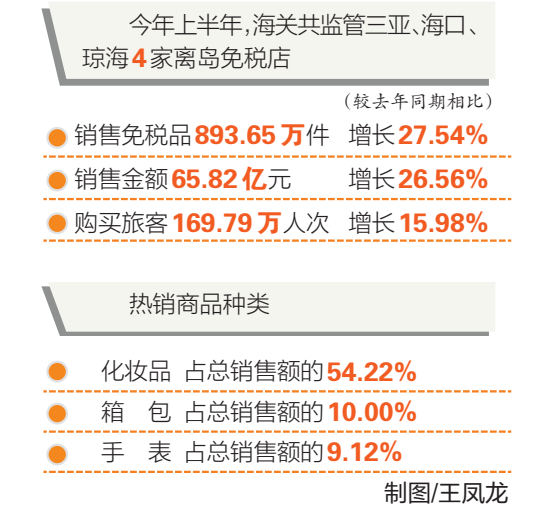 今年上半年,海关共监管三亚、海口、
琼海4家离岛免税店
(较去年同期相比)
销售免税品893.65万件 增长27.54%
销售金额65.82亿元 增长26.56%
购买旅客169.79万人次 增长15.98%
热销商品种类
化妆品 占总销售额的54.22%
箱 包 占总销售额的10.00%
手 表 占总销售额的9.12%
制图/王凤龙